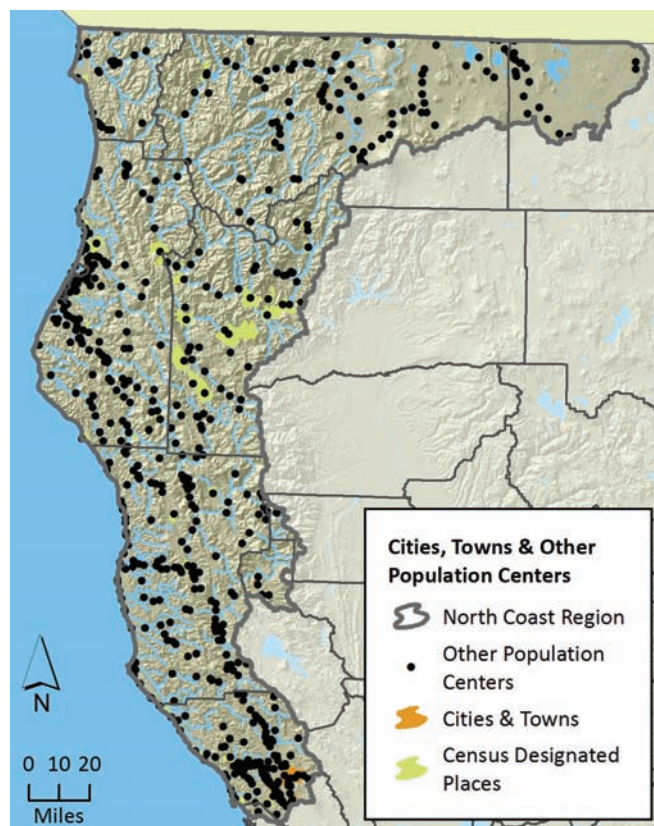 Cities, Towns & Other
Population Centers
North Coast Region
Other Population
Centers
Cities & Towns
Census Designated
Places
N
0 10 20
Miles